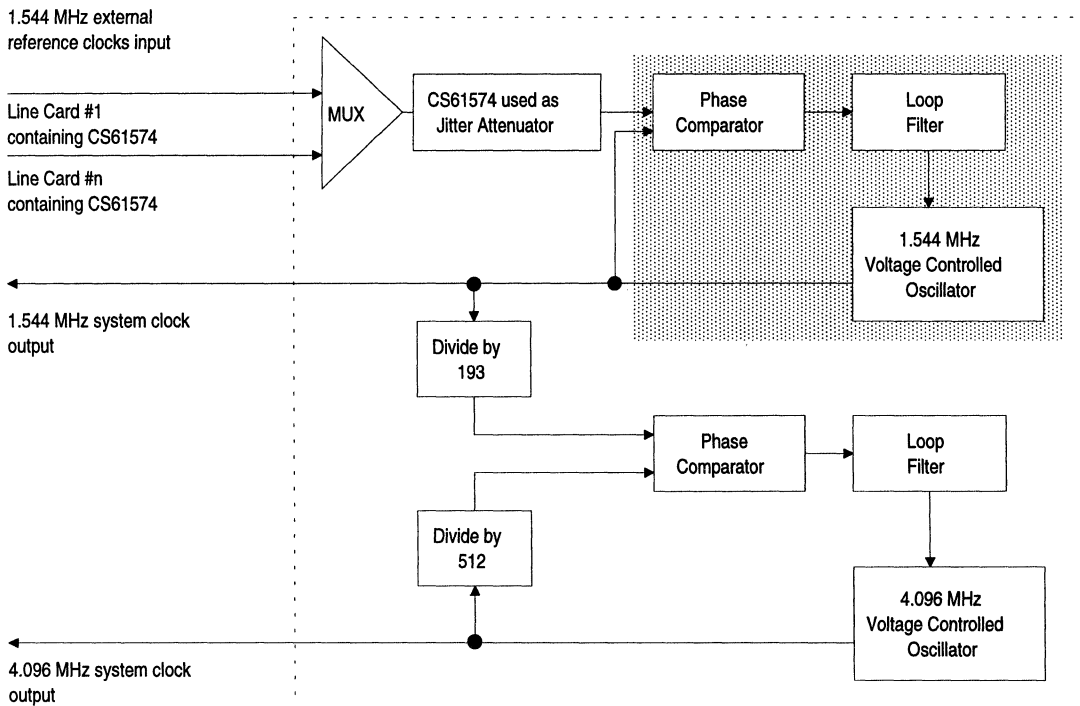 1.544 MHz external
reference clocks input
Line Card #1
containing CS61574
Line Card #n
containing CS61574
MUX
CS61574 used as
Jitter Attenuator
Phase
Comparator
Loop
Filter
1.544 MHz
Voltage Controlled
Oscillator
1.544 MHz system clock
output
Divide by
193
Phase
Comparator
Loop
Filter
Divide by
512
4.096 MHz
Voltage Controlled
Oscillator
4.096 MHz system clock
output